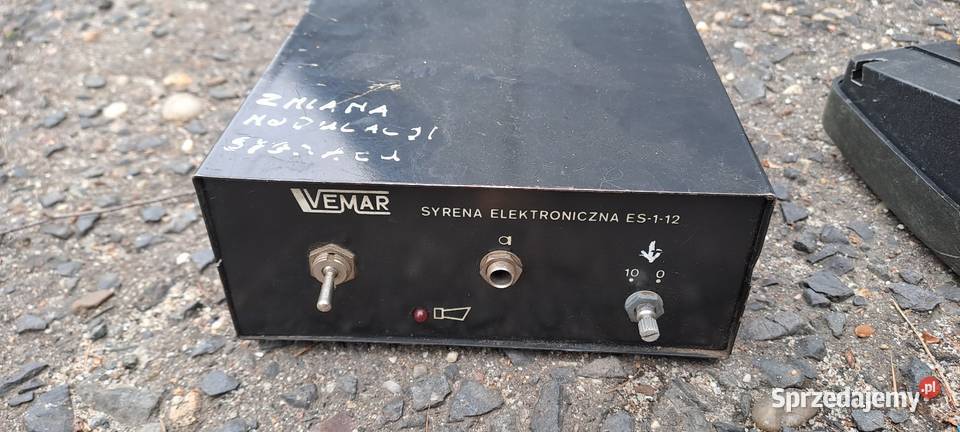 ZMIANA
MODULACJI
VEMAR
SYRENA ELEKTRONICZNA ES-1-12
a
10 0
Sprzedajemy.pl